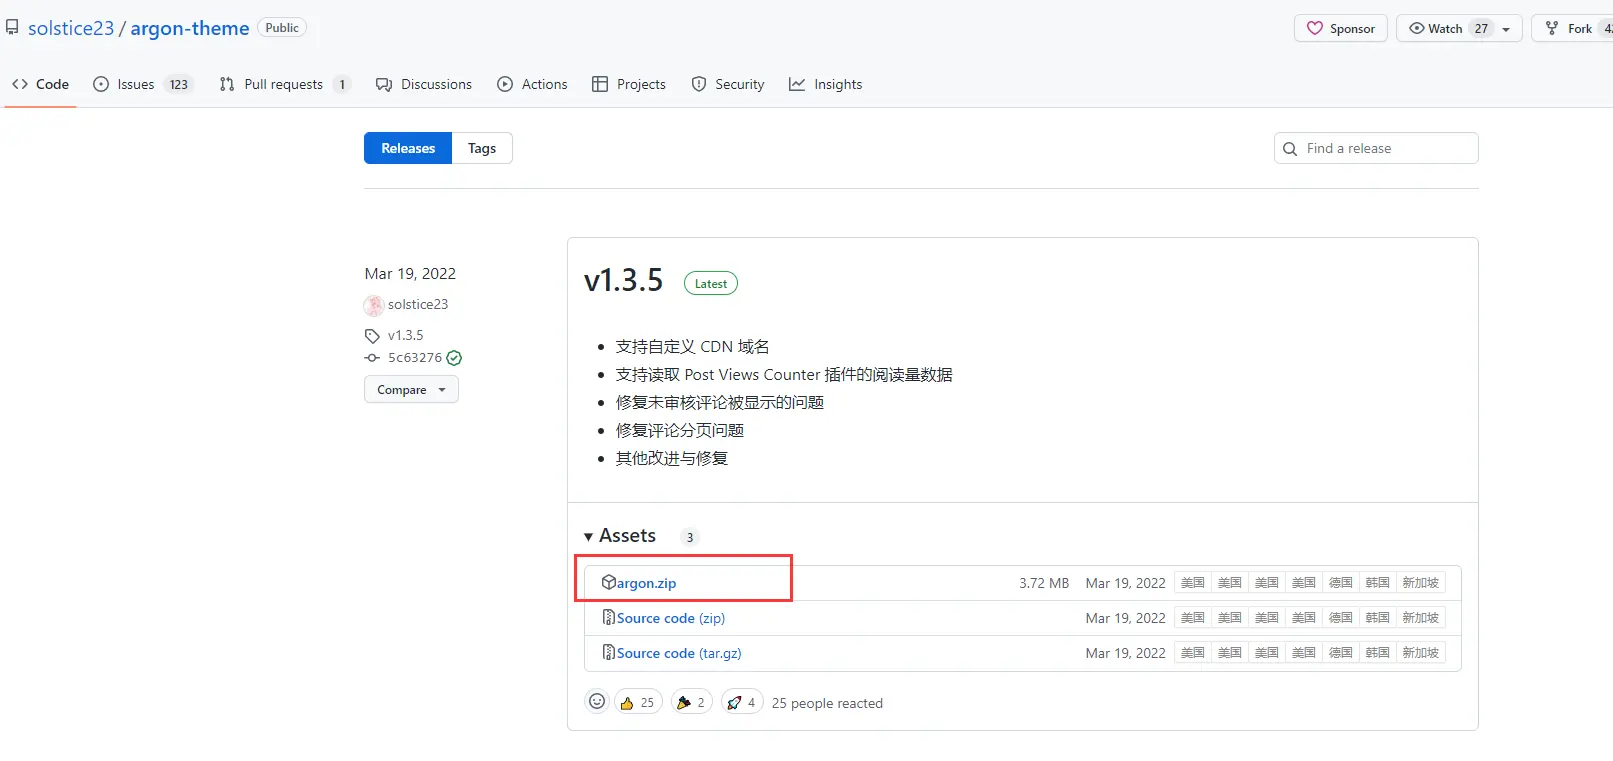 solstice23 / argon-theme Public
Sponsor Watch 27 Fork
Code Issues 123 Pull requests 1 Discussions Actions Projects Security Insights
Releases Tags
Find a release
Mar 19, 2022
solstice23
v1.3.5
5c63276
Compare
v1.3.5 Latest
支持自定义 CDN 域名
支持读取 Post Views Counter 插件的阅读量数据
修复未审核评论被显示的问题
修复评论分页问题
其他改进与修复
Assets 3
argon.zip 3.72 MB Mar 19, 2022 美国 美国 美国 美国 德国 韩国 新加坡
Source code (zip) Mar 19, 2022 美国 美国 美国 美国 德国 韩国 新加坡
Source code (tar.gz) Mar 19, 2022 美国 美国 美国 美国 德国 韩国 新加坡
25 2 4 25 people reacted